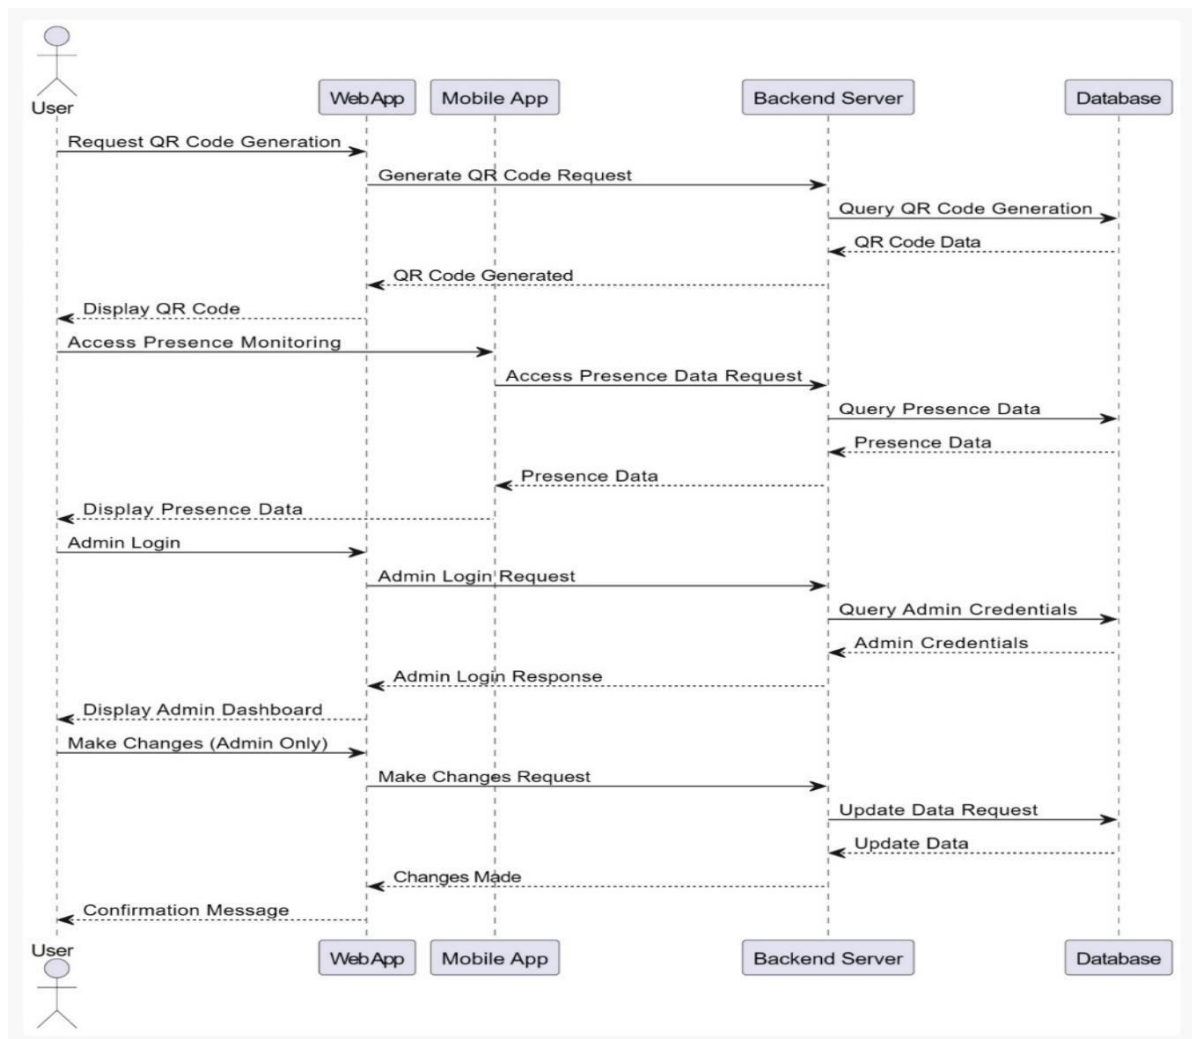 User
WebApp
Mobile App
Backend Server
Database
Request QR Code Generation
Generate QR Code Request
Query QR Code Generation
QR Code Data
QR Code Generated
Display QR Code
Access Presence Monitoring
Access Presence Data Request
Query Presence Data
Presence Data
Presence Data
Display Presence Data
Admin Login
Admin Login Request
Query Admin Credentials
Admin Credentials
Admin Login Response
Display Admin Dashboard
Make Changes (Admin Only)
Make Changes Request
Update Data Request
Update Data
Changes Made
Confirmation Message
User
WebApp
Mobile App
Backend Server
Database